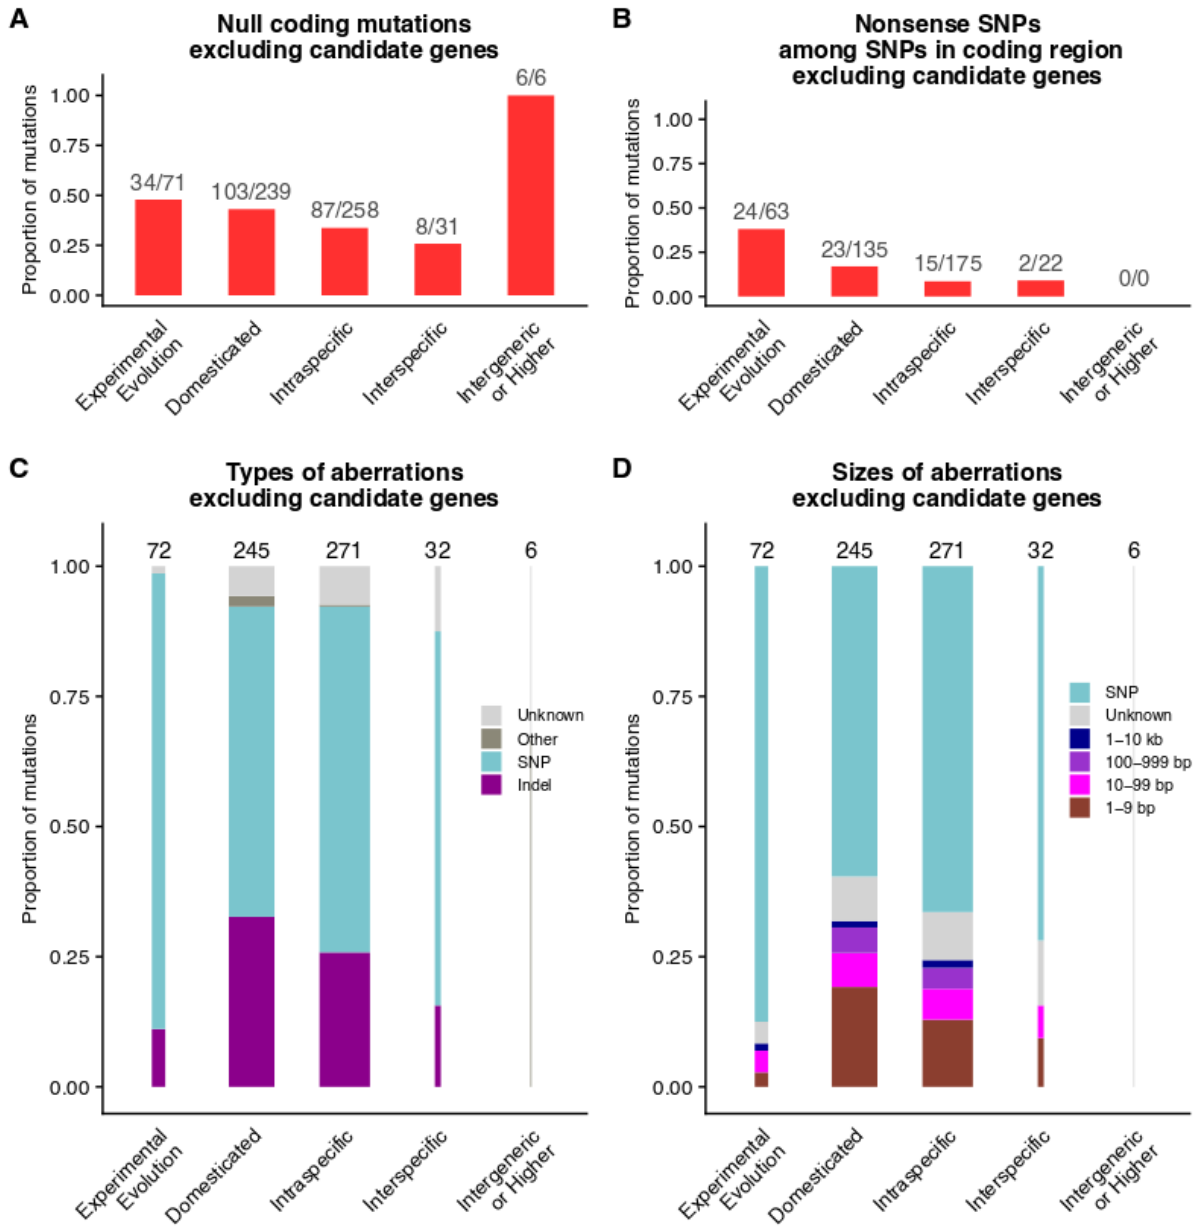 A
Null coding mutations
excluding candidate genes
Proportion of mutations
1.00
0.75
0.50
0.25
0.00
34/71
103/239
87/258
8/31
6/6
Experimental
Evolution
Domesticated
Intraspecific
Interspecific
Intergeneric
or Higher
B
Nonsense SNPs
among SNPs in coding region
excluding candidate genes
Proportion of mutations
1.00
0.75
0.50
0.25
0.00
24/63
23/135
15/175
2/22
0/0
Experimental
Evolution
Domesticated
Intraspecific
Interspecific
Intergeneric
or Higher
C
Types of aberrations
excluding candidate genes
Proportion of mutations
1.00
0.75
0.50
0.25
0.00
72
245
271
32
6
Unknown
Other
SNP
Indel
Experimental
Evolution
Domesticated
Intraspecific
Interspecific
Intergeneric
or Higher
D
Sizes of aberrations
excluding candidate genes
Proportion of mutations
1.00
0.75
0.50
0.25
0.00
72
245
271
32
6
SNP
Unknown
1–10 kb
100–999 bp
10–99 bp
1–9 bp
Experimental
Evolution
Domesticated
Intraspecific
Interspecific
Intergeneric
or Higher